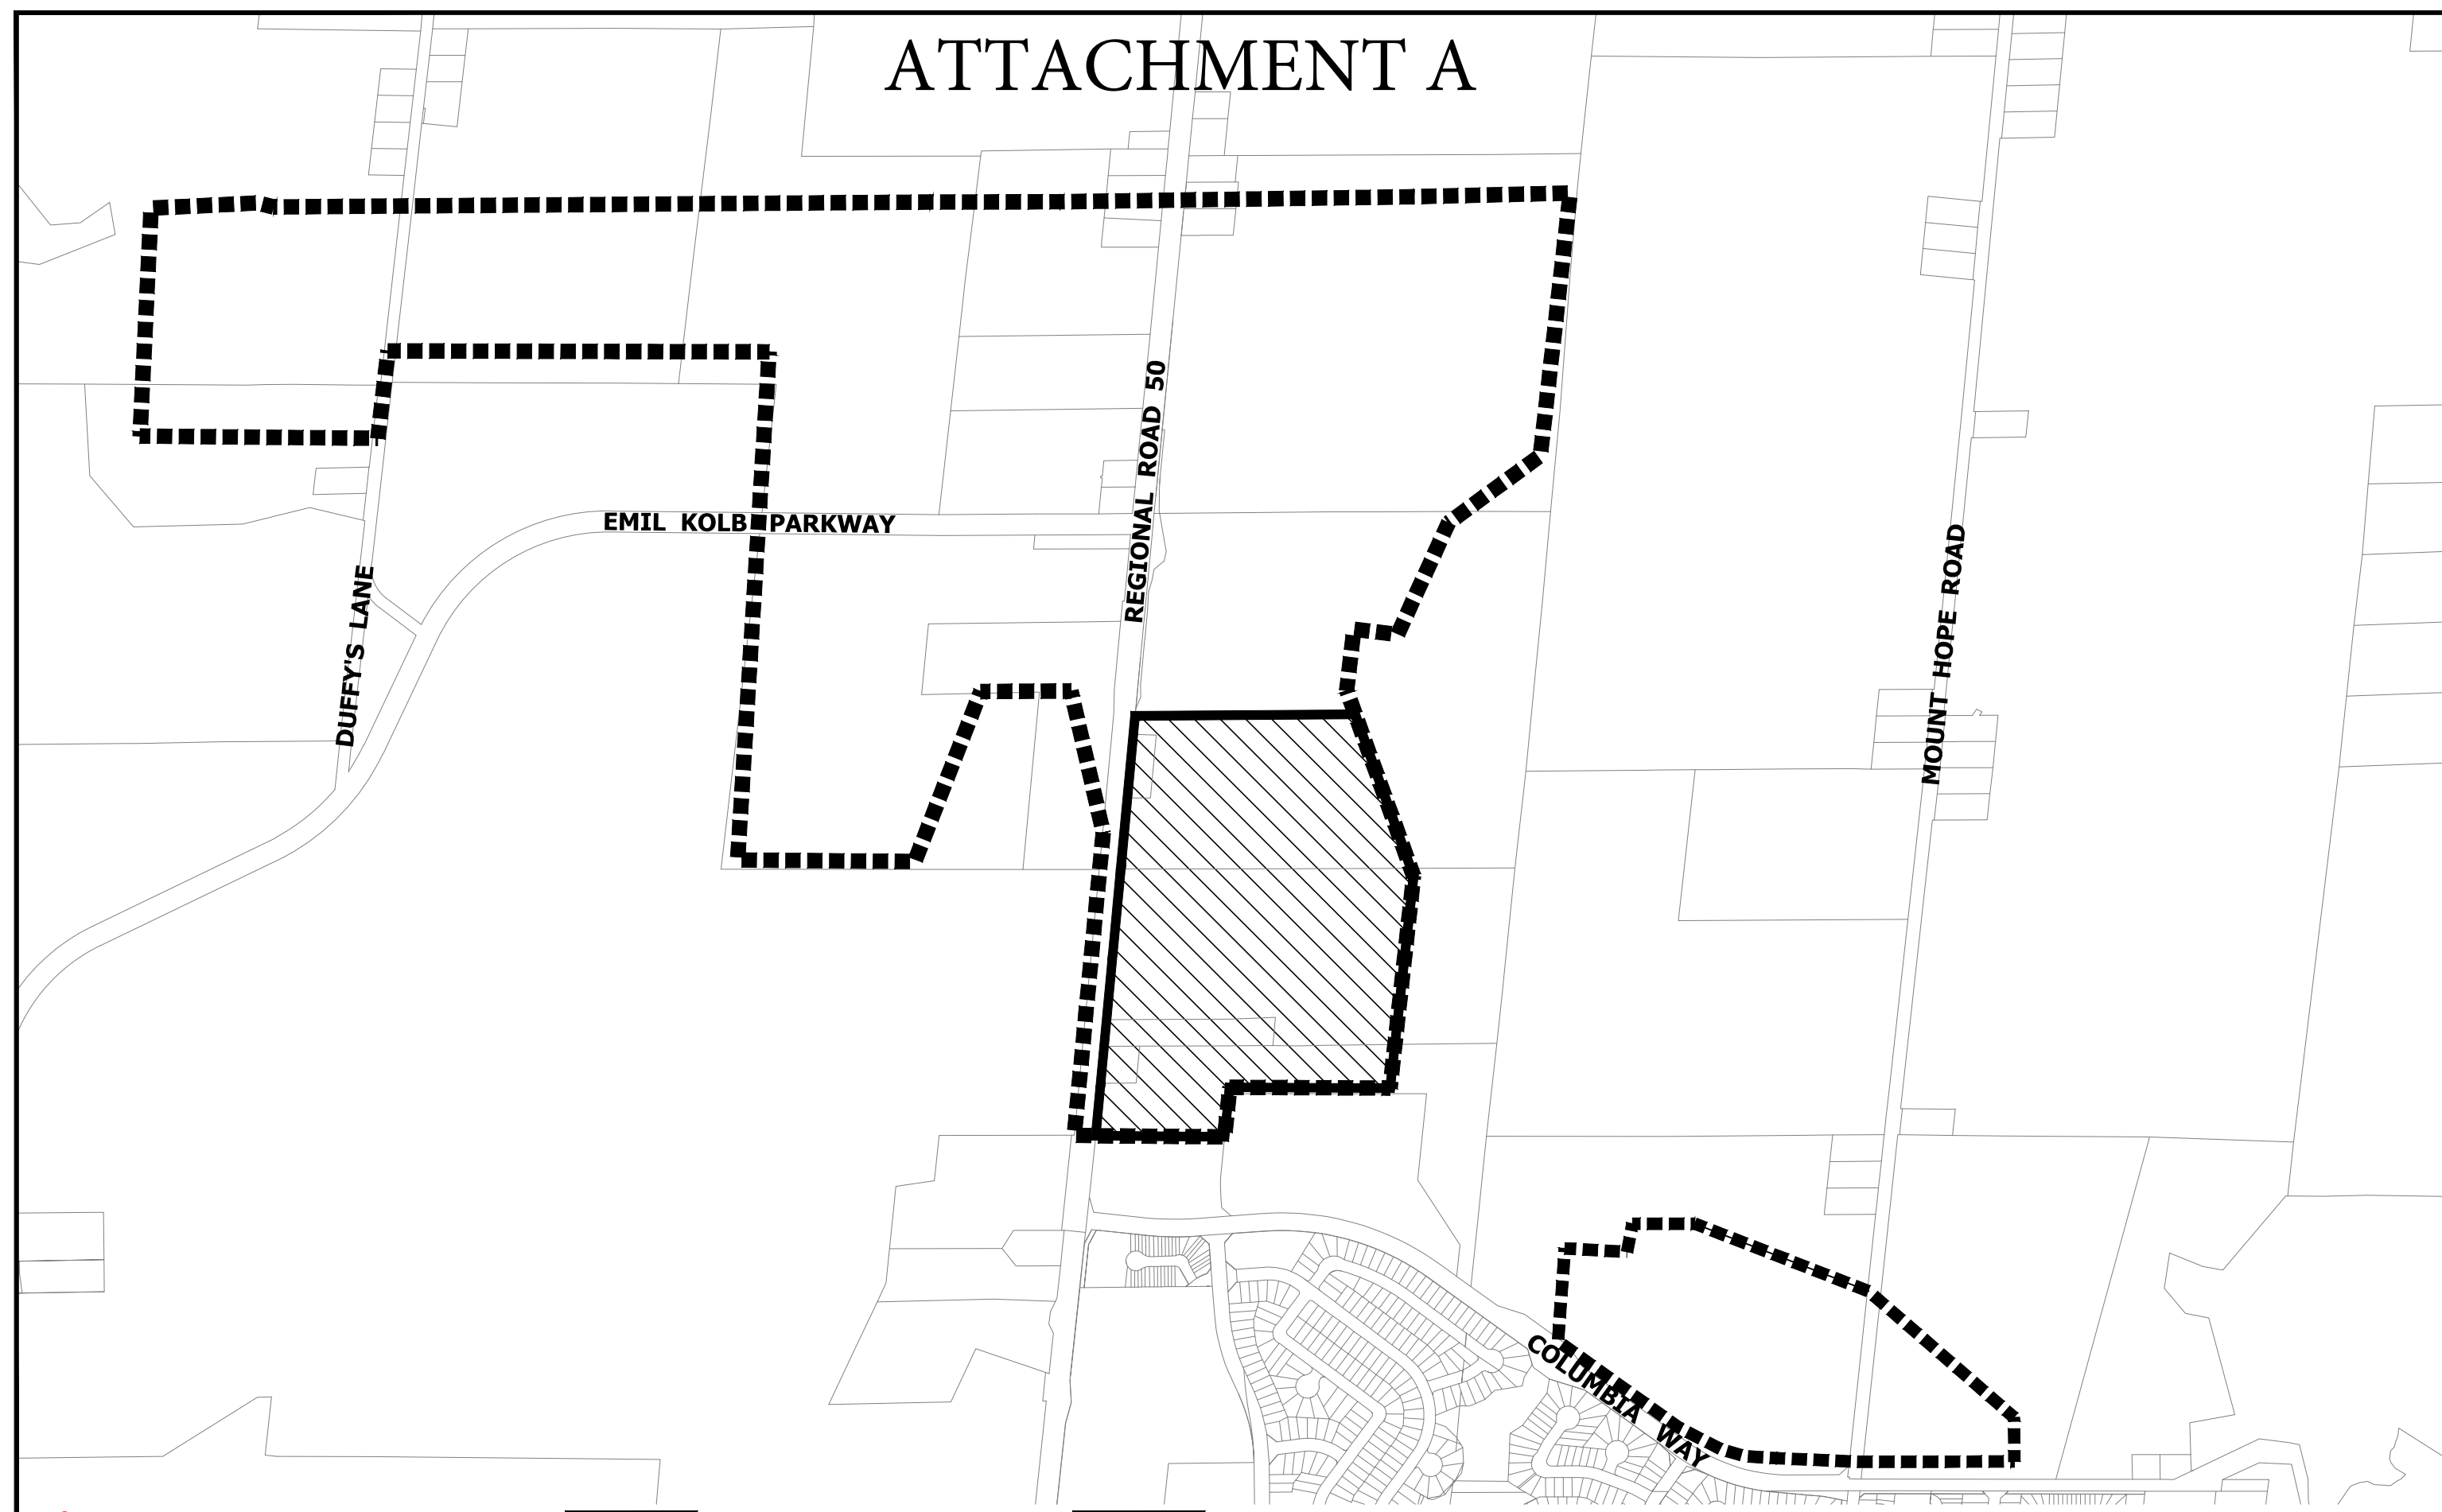 ATTACHMENT A
REGIONAL ROAD 50
EMIL KOLB PARKWAY
DUFFY'S LANE
MOUNT HOPE ROAD
COLUMBIA WAY